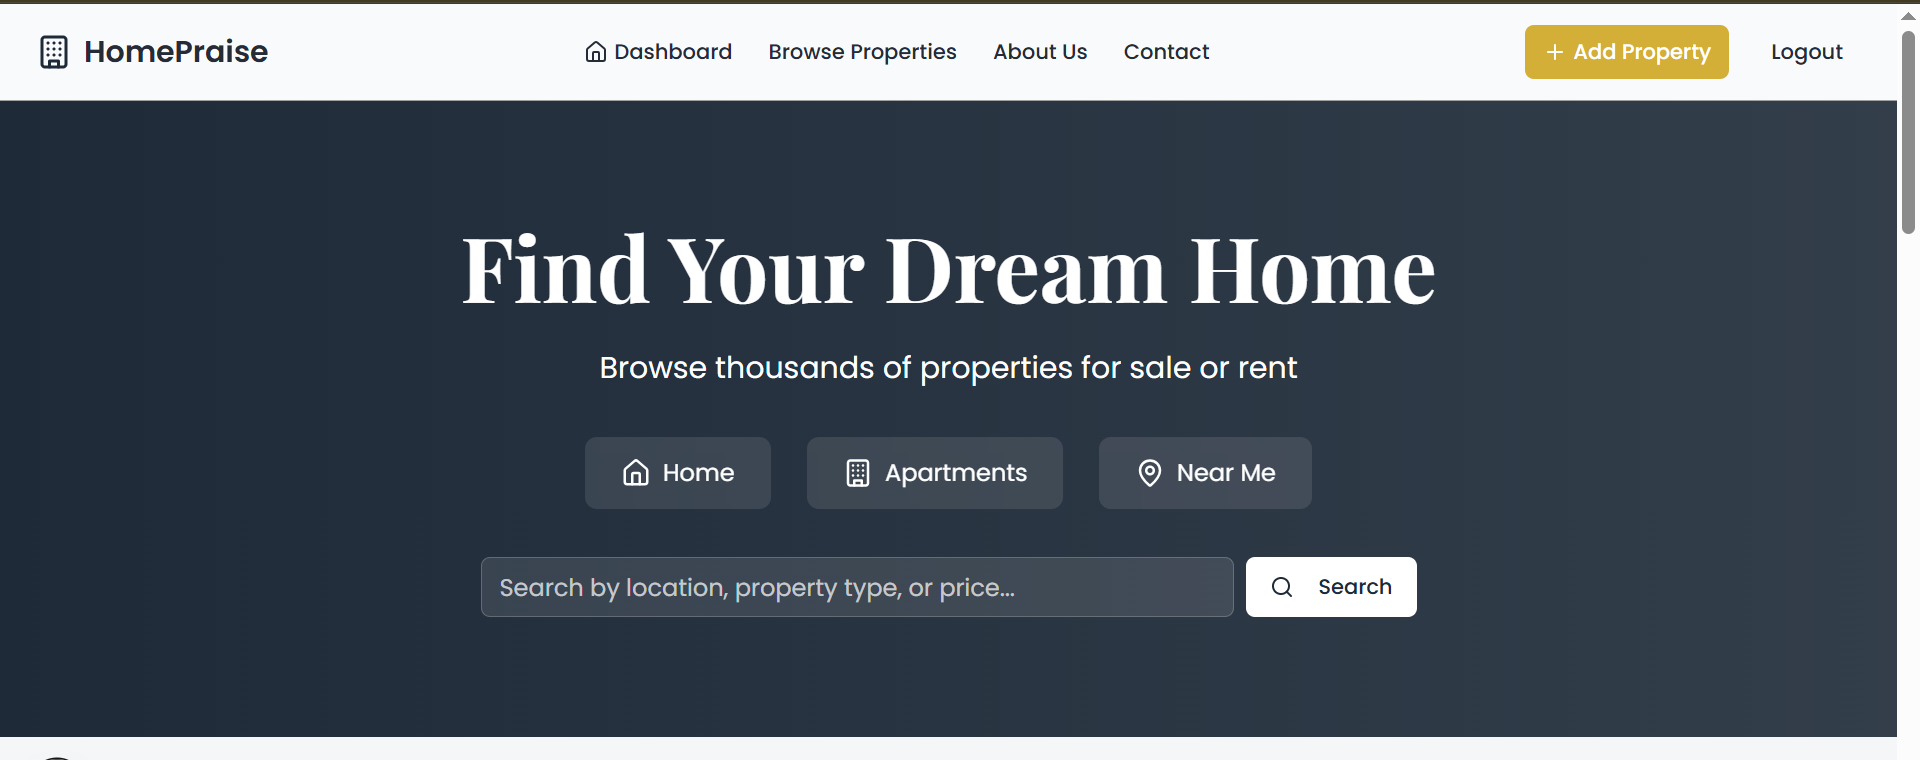 HomePraise
Dashboard Browse Properties About Us Contact
+ Add Property
Logout
Find Your Dream Home
Browse thousands of properties for sale or rent
Home
Apartments
Near Me
Search by location, property type, or price...
Search